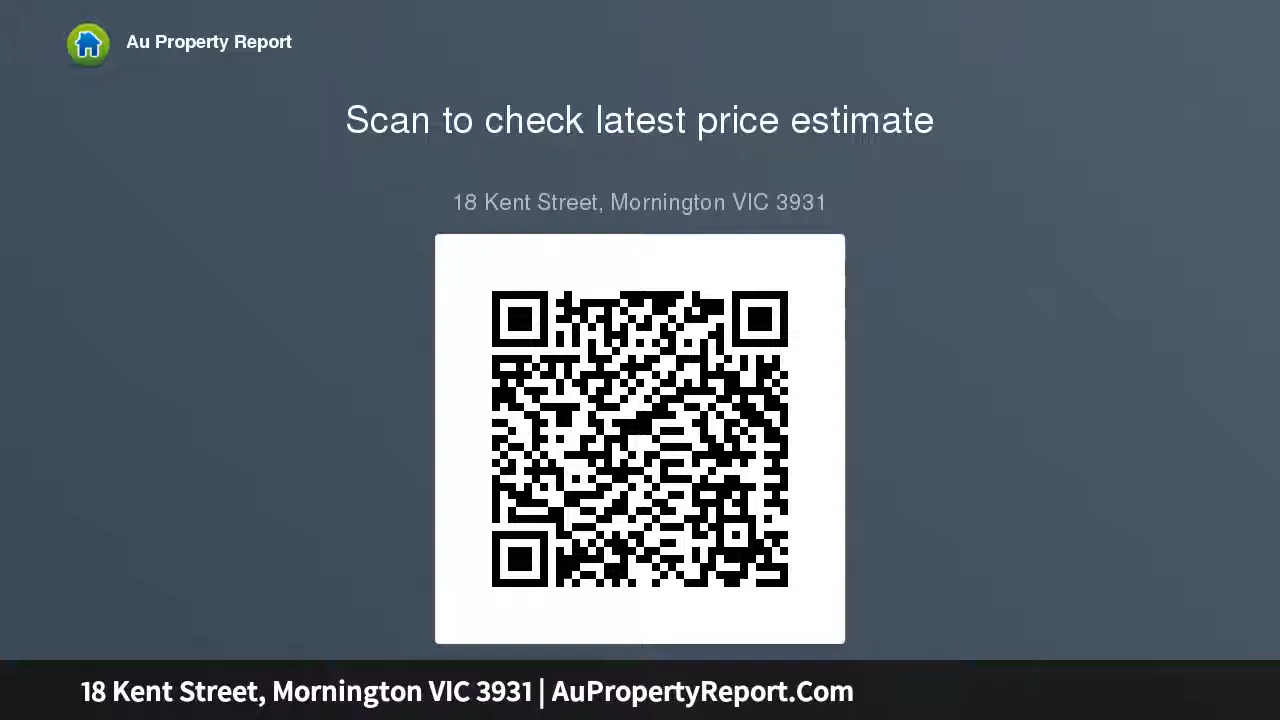 Au Property Report
Scan to check latest price estimate
18 Kent Street, Mornington VIC 3931
18 Kent Street, Mornington VIC 3931 | AuPropertyReport.Com